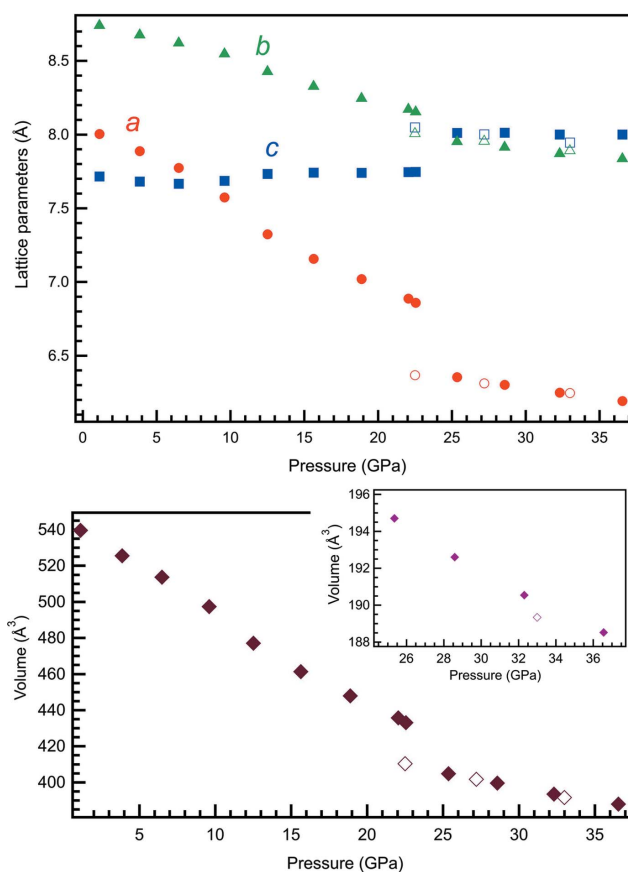 8.5
8.0
7.5
7.0
6.5
Lattice parameters (Å)
b
a
c
0 5 10 15 20 25 30 35
Pressure (GPa)
540
520
500
480
460
440
420
400
Volume (Å3)
5 10 15 20 25 30 35
Pressure (GPa)
196
194
192
190
188
Volume (Å3)
26 28 30 32 34 36
Pressure (GPa)